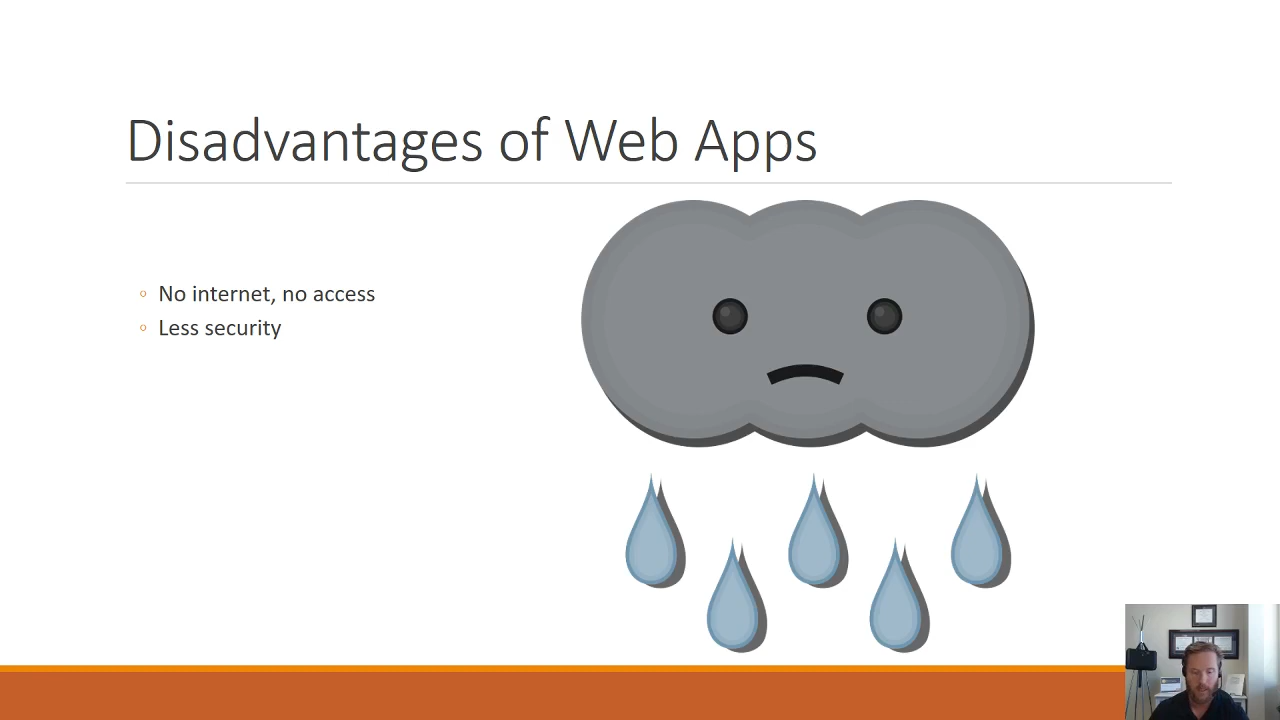 Disadvantages of Web Apps
◦ No internet, no access
◦ Less security